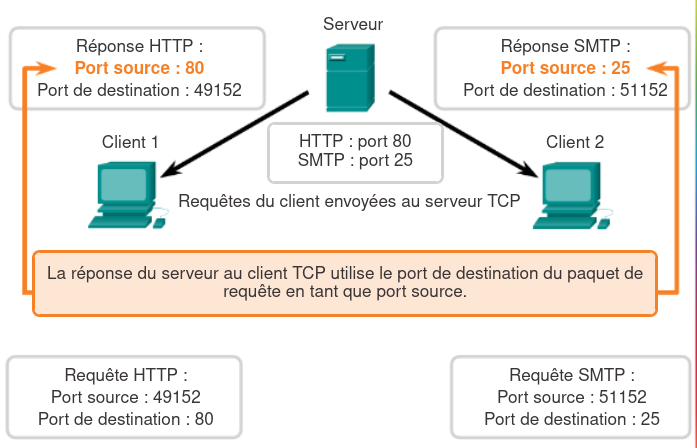 Serveur
Réponse HTTP :
Port source : 80
Port de destination : 49152
Réponse SMTP :
Port source : 25
Port de destination : 51152
HTTP : port 80
SMTP : port 25
Client 1
Client 2
Requêtes du client envoyées au serveur TCP
La réponse du serveur au client TCP utilise le port de destination du paquet de
requête en tant que port source.
Requête HTTP :
Port source : 49152
Port de destination : 80
Requête SMTP :
Port source : 51152
Port de destination : 25